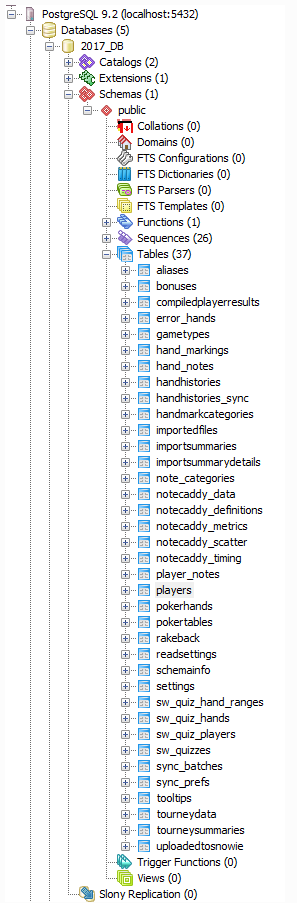 PostgreSQL 9.2 (localhost:5432)
Databases (5)
2017_DB
Catalogs (2)
Extensions (1)
Schemas (1)
public
Collations (0)
Domains (0)
FTS Configurations (0)
FTS Dictionaries (0)
FTS Parsers (0)
FTS Templates (0)
Functions (1)
Sequences (26)
Tables (37)
aliases
bonuses
compiledplayerresults
error_hands
gametypes
hand_markings
hand_notes
handhistories
handhistories_sync
handmarkcategories
importedfiles
importsummaries
importsummarydetails
note_categories
notecaddy_data
notecaddy_definitions
notecaddy_metrics
notecaddy_scatter
notecaddy_timing
player_notes
players
pokerhands
pokertables
rakeback
readsettings
schemainfo
settings
sw_quiz_hand_ranges
sw_quiz_hands
sw_quiz_players
sw_quizzes
sync_batches
sync_prefs
tooltips
tourneydata
tourneysummaries
uploadedtosnowie
Trigger Functions (0)
Views (0)
Slony Replication (0)